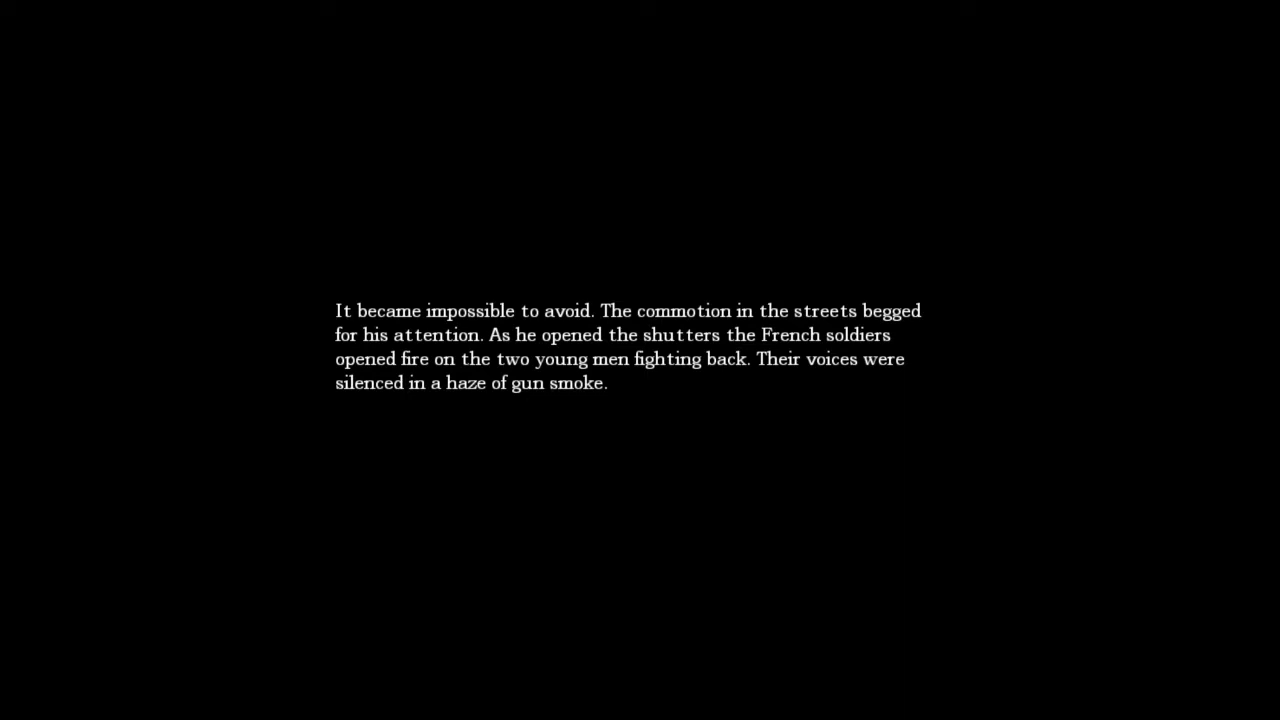 It became impossible to avoid. The commotion in the streets begged
for his attention. As he opened the shutters the French soldiers
opened fire on the two young men fighting back. Their voices were
silenced in a haze of gun smoke.